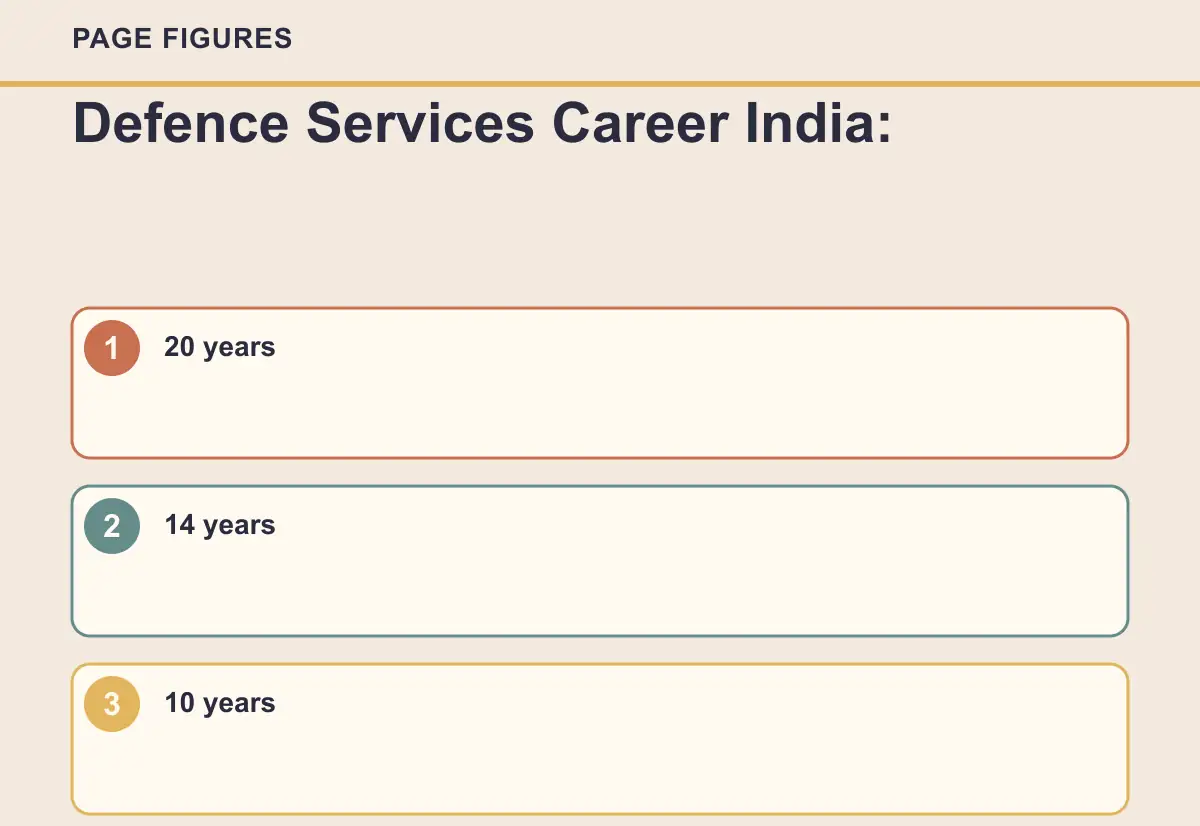 PAGE FIGURES
Defence Services Career India:
1 20 years
2 14 years
3 10 years